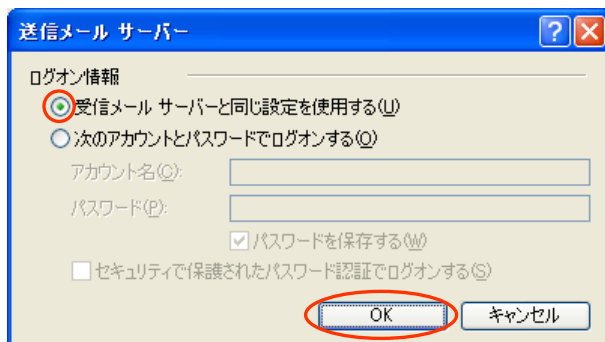 送信メール サーバー
ログオン情報
受信メール サーバーと同じ設定を使用する(U)
次のアカウントとパスワードでログオンする(O)
アカウント名(C):
パスワード(P):
パスワードを保存する(W)
セキュリティで保護されたパスワード認証でログオンする(S)
OK キャンセル